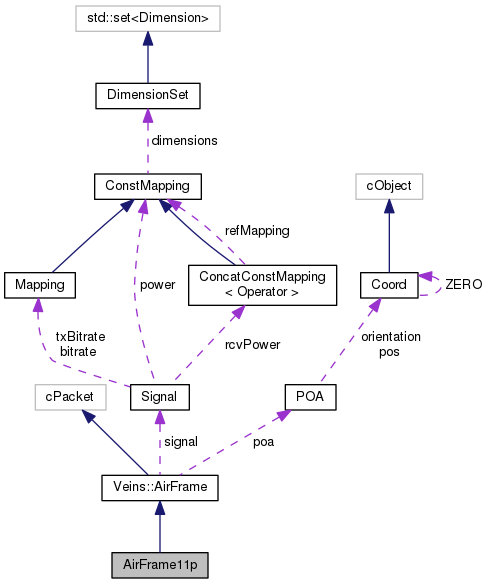 std::set<Dimension>
DimensionSet
dimensions
ConstMapping
cObject
refMapping
Mapping
power
ConcatConstMapping
< Operator >
Coord
ZERO
txBitrate
bitrate
rcvPower
orientation
pos
cPacket
Signal
POA
signal
poa
Veins::AirFrame
AirFrame11p